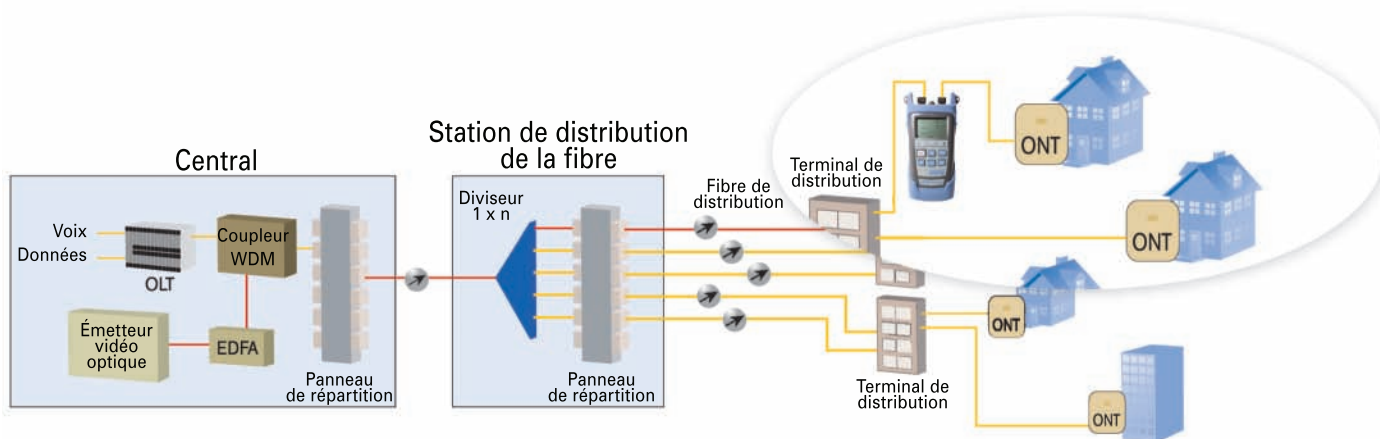 Central
Voix
Données
OLT
Coupleur
WDM
Émetteur
vidéo
optique
EDFA
Panneau
de répartition
Station de distribution
de la fibre
Diviseur
1 x n
Panneau
de répartition
Fibre de
distribution
Terminal de
distribution
ONT
ONT
ONT
Terminal de
distribution
ONT